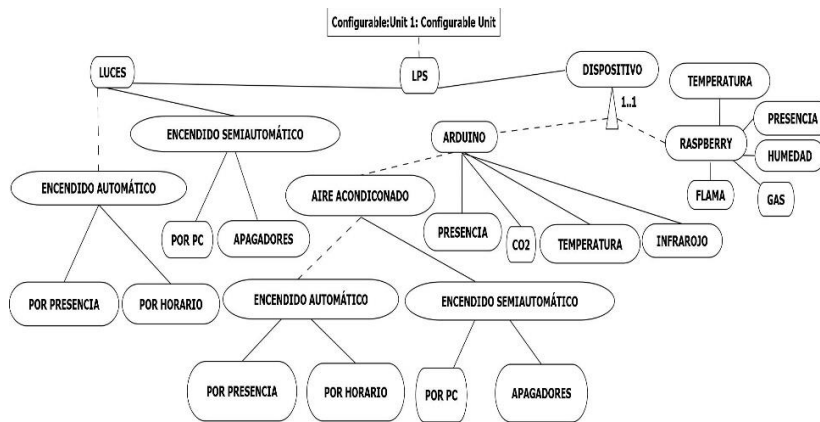 Configurable:Unit 1: Configurable Unit
LUCES
LPS
DISPOSITIVO
TEMPERATURA
1..1
PRESENCIA
ENCENDIDO SEMIAUTOMÁTICO
ARDUINO
RASPBERRY
HUMEDAD
ENCENDIDO AUTOMÁTICO
AIRE ACONDICONADO
FLAMA
GAS
POR PC
APAGADORES
PRESENCIA
CO2
TEMPERATURA
INFRAROJO
POR PRESENCIA
POR HORARIO
ENCENDIDO AUTOMÁTICO
ENCENDIDO SEMIAUTOMÁTICO
POR PRESENCIA
POR HORARIO
POR PC
APAGADORES